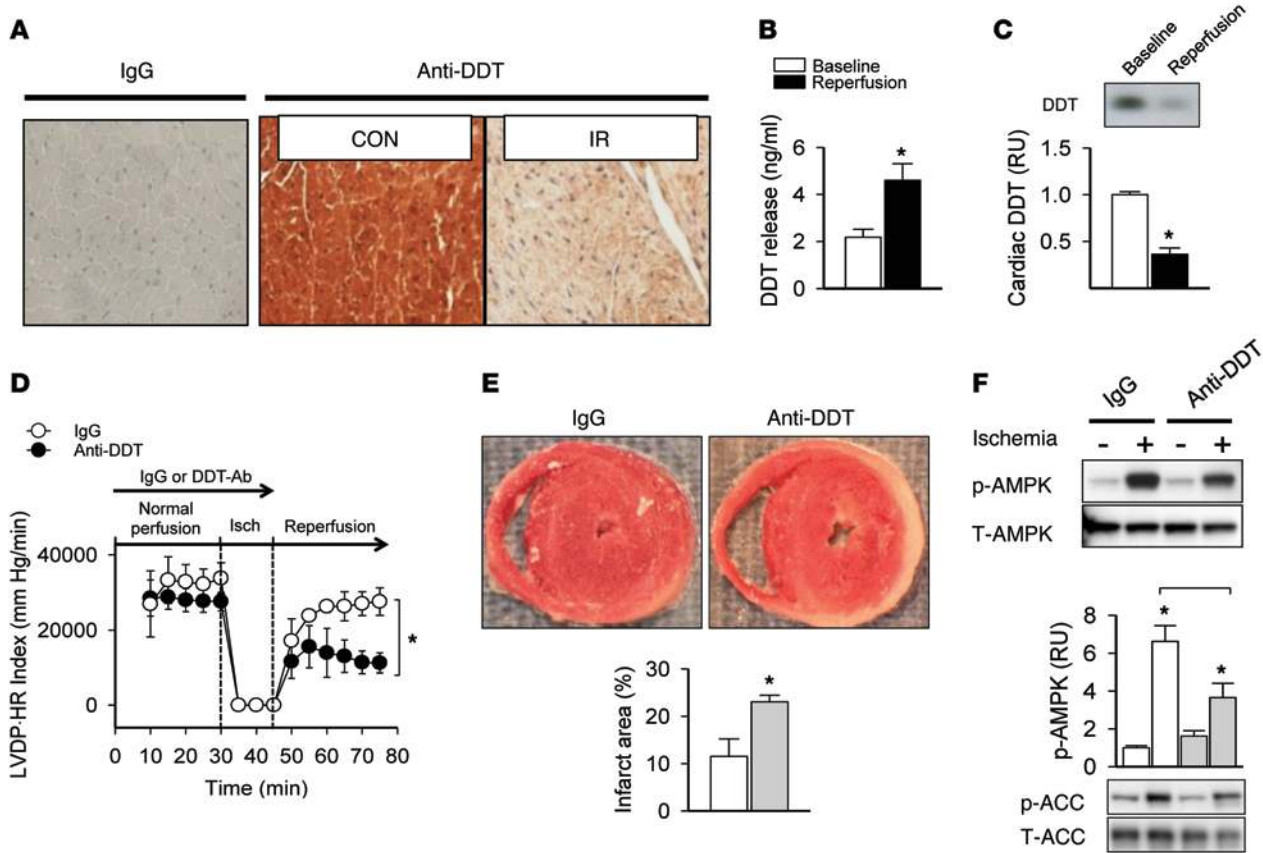 A
IgG
Anti-DDT
CON
IR
B
Baseline
Reperfusion
DDT release (ng/ml)
6
4
2
0
*
C
Baseline
Reperfusion
DDT
Cardiac DDT (RU)
1.5
1.0
0.5
*
D
IgG
Anti-DDT
IgG or DDT-Ab
Normal
perfusion
Isch
Reperfusion
LVDP·HR Index (mm Hg/min)
40000
20000
0
*
0 10 20 30 40 50 60 70 80
Time (min)
E
IgG
Anti-DDT
Infarct area (%)
30
20
10
0
*
F
IgG
Anti-DDT
Ischemia - + - +
p-AMPK
T-AMPK
p-AMPK (RU)
8
6
4
2
0
*
*
p-ACC
T-ACC